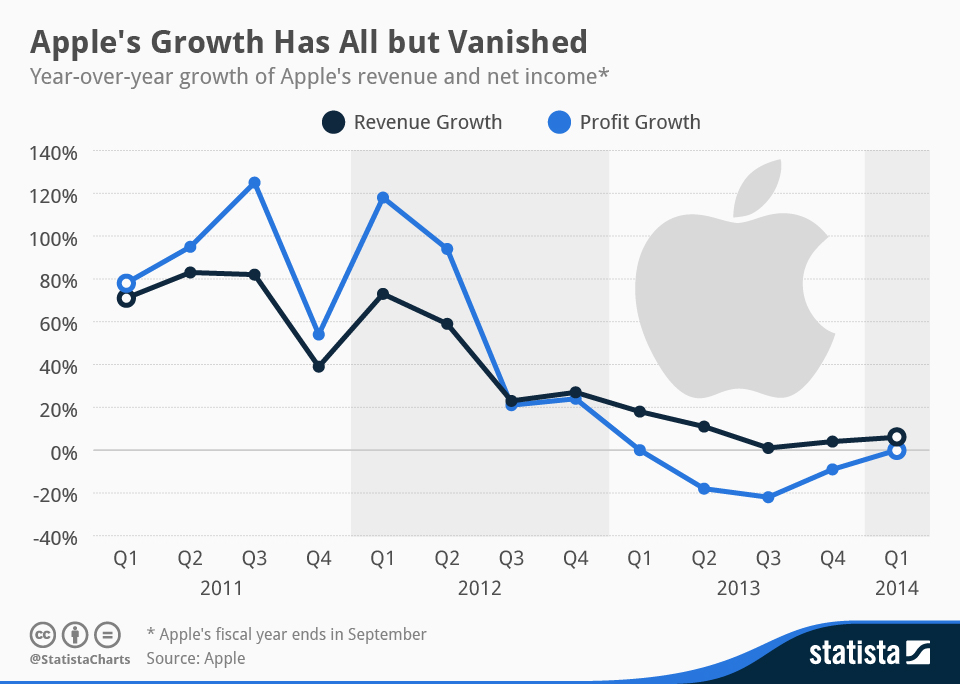 Apple's Growth Has All but Vanished
Year-over-year growth of Apple's revenue and net income*
Revenue Growth Profit Growth
140%
120%
100%
80%
60%
40%
20%
0%
-20%
-40%
Q1 Q2 Q3 Q4 Q1 Q2 Q3 Q4 Q1 Q2 Q3 Q4 Q1
2011 2012 2013 2014
cc
* Apple's fiscal year ends in September
@StatistaCharts Source: Apple
statista